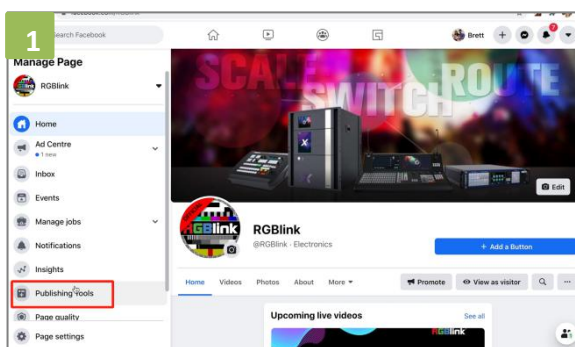 1
Search Facebook
Brett
Manage Page
RGBlink
Home
Ad Centre
1 new
Inbox
Events
Manage jobs
Notifications
Insights
Publishing Tools
Page quality
Page settings
SCALE
SWITCH
ROUTE
X
Edit
RGBlink
RGBlink
@RGBlink · Electronics
+ Add a Button
Home Videos Photos About More
Promote View as visitor
Upcoming live videos
See all
RGBlink